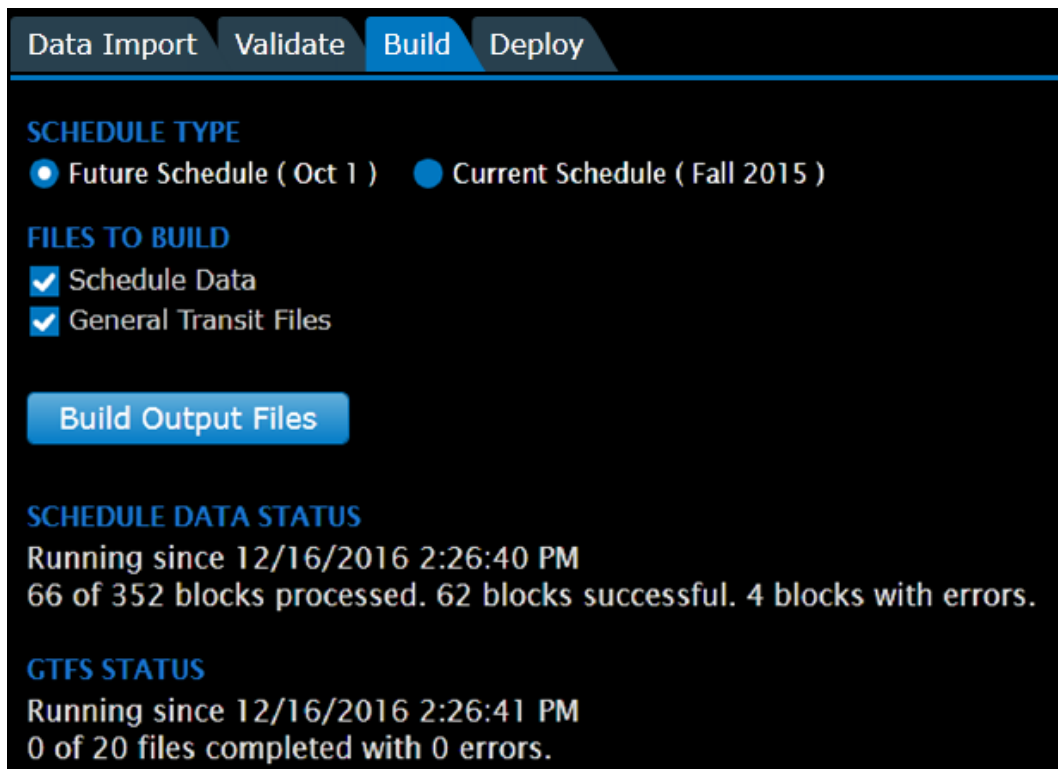 Data Import Validate Build Deploy
SCHEDULE TYPE
Future Schedule ( Oct 1 ) Current Schedule ( Fall 2015 )
FILES TO BUILD
Schedule Data
General Transit Files
Build Output Files
SCHEDULE DATA STATUS
Running since 12/16/2016 2:26:40 PM
66 of 352 blocks processed. 62 blocks successful. 4 blocks with errors.
GTFS STATUS
Running since 12/16/2016 2:26:41 PM
0 of 20 files completed with 0 errors.